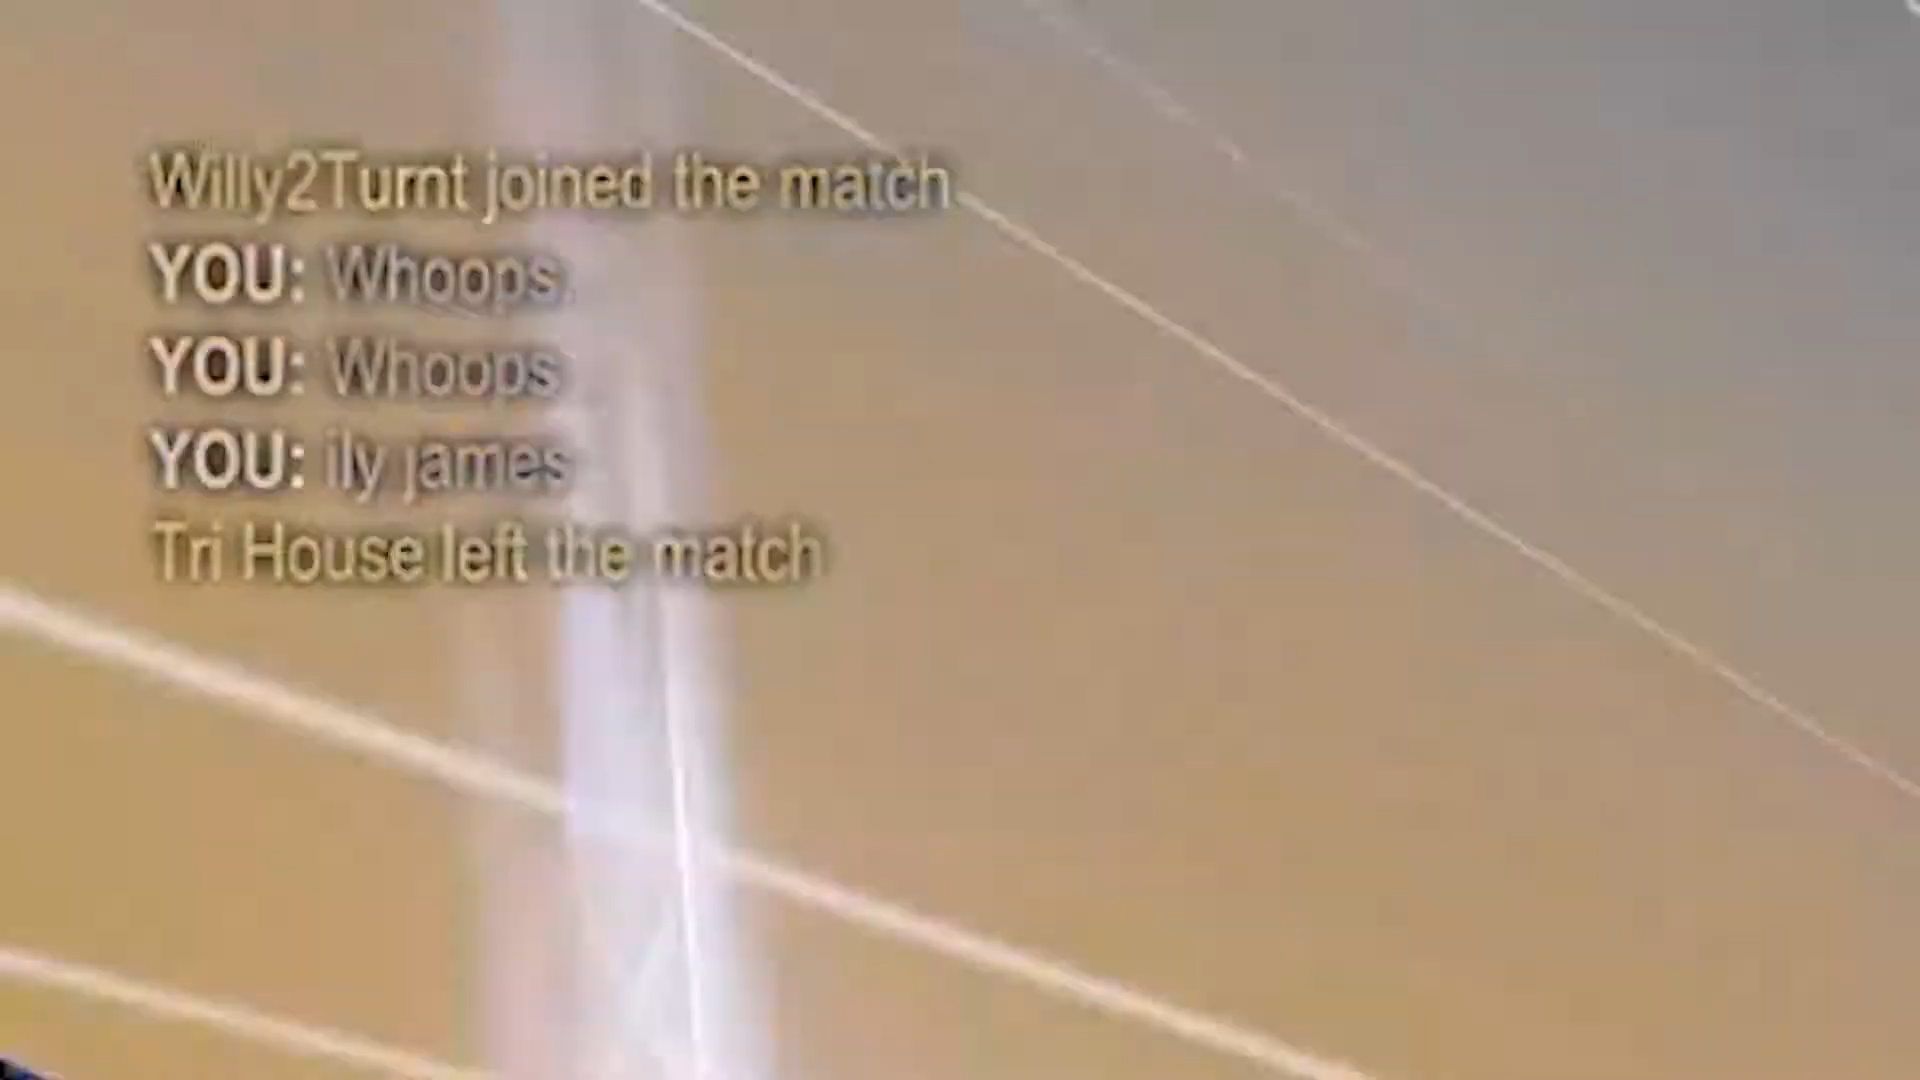 Willy2Turnt joined the match
YOU: Whoops.
YOU: Whoops
YOU: ily james
Tri House left the match